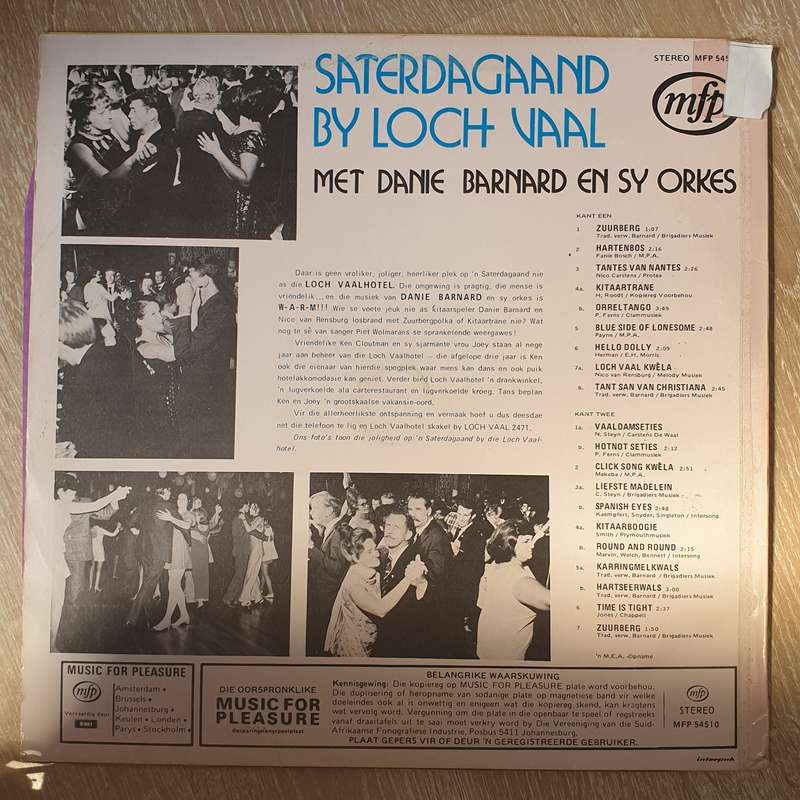 SATERDAGAAND
BY LOCH VAAL
MET DANIE BARNARD EN SY ORKES
STEREO MFP 545
mfp
Daar is geen vroliker, joliger, heerliker plek op 'n Saterdagaand nie
as die LOCH VAALHOTEL. Die omgewing is pragtig, die mense is
vriendelik...en die musiek van DANIE BARNARD en sy orkes is
W-A-R-M!!! Wie se voete jeuk nie as kitaarspeler Danie Barnard en
Nico van Rensburg losbrand met Zuurbergpolka of Kitaartrane nie? Wat
nog te sê van sanger Piet Wolmarans se sprankelende weergawes!
Vriendelike Ken Cloutman en sy sjarmante vrou Joey staan al nege
jaar aan beheer van die Loch Vaalhotel — die afgelope drie jaar is Ken
ook die eienaar van hierdie spogplek waar mens kan dans en ook puik
hotelakkomodasie kan geniet. Verder bied Loch Vaalhotel 'n drankwinkel,
'n lugverkoelde àla carterestaurant en lugverkoelde kroeg. Tans beplan
Ken en Joey 'n grootskaalse vakansie-oord.
Vir die allerheerlikste ontspanning en vermaak hoef u dus deesdae
net die telefoon te lig en Loch Vaalhotel skakel by LOCH VAAL 2471.
Ons foto's toon die joligheid op 'n Saterdagaand by die Loch Vaal-
hotel.
KANT EEN
1 ZUURBERG 1:07
Trad. verw. Barnard / Brigadiers Musiek
2 HARTENBOS 2:16
Fanie Bosch / M.P.A.
3 TANTES VAN NANTES 2:26
Nico Carstens / Protea
4a. KITAARTRANE
H. Roodt / Kopiereg Voorbehou
b. ORRELTANGO 3:49
P. Ferns / Clammusiek
5 BLUE SIDE OF LONESOME 2:48
Payne / M.P.A.
6 HELLO DOLLY 2:09
Herman / E.H. Morris
7a. LOCH VAAL KWÊLA
Nico van Rensburg / Melody Musiek
b. TANT SAN VAN CHRISTIANA 2:45
Trad. verw. Barnard / Brigadiers Musiek
KANT TWEE
1a. VAALDAMSETIES
N. Steyn / Carstens De Waal
b. HOTNOT SETIES 2:12
P. Ferns / Clammusiek
2 CLICK SONG KWÊLA 2:51
Makeba / M.P.A.
3a. LIEFSTE MADELEIN
C. Steyn / Brigadiers Musiek
b. SPANISH EYES 2:48
Kaempfert, Snyder, Singleton / Intersong
4a. KITAARBOOGIE
Smith / Plymouthmusiek
b. ROUND AND ROUND 2:15
Marvin, Welch, Bennett / Intersong
5a. KARRINGMELKWALS
Trad. verw. Barnard / Brigadiers Musiek
b. HARTSEERWALS 3:00
Trad. verw. Barnard / Brigadiers Musiek
6 TIME IS TIGHT 2:37
Jones / Chappell
7 ZUURBERG 1:50
Trad. verw. Barnard / Brigadiers Musiek
'n M.E.A. -Opname
MUSIC FOR PLEASURE
mfp
Vervaardig deur
EMI
Amsterdam •
Brussels •
Johannesburg •
Keulen • Londen •
Parys • Stockholm •
DIE OORSPRONKLIKE
MUSIC FOR
PLEASURE
BELANGRIKE WAARSKUWING
Kennisgewing: Die kopiereg op MUSIC FOR PLEASURE plate word voorbehou.
Die duplisering of heropname van sodanige plate op magnetiese band vir welke
doeleindes ook al is onwettig en enigeen wat die kopiereg skend, kan kragtens
wet vervolg word. Vergunning om die plate in die openbaar te speel of regstreeks
vanaf draaitafels uit te saai moet verkry word by Die Vereeniging van die Suid-
Afrikaanse Fonografiese Industrie, Posbus 5411 Johannesburg,
PLAAT GEPERS VIR OF DEUR 'N GEREGISTREERDE GEBRUIKER.
mfp
STEREO
MFP 54510
interpak